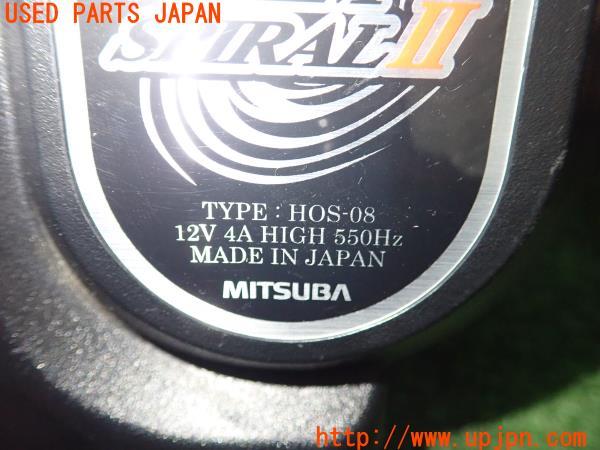 USED PARTS JAPAN
SPIRAL II
TYPE : HOS-08
12V 4A HIGH 550Hz
MADE IN JAPAN
MITSUBA
http://www.upjpn.com/